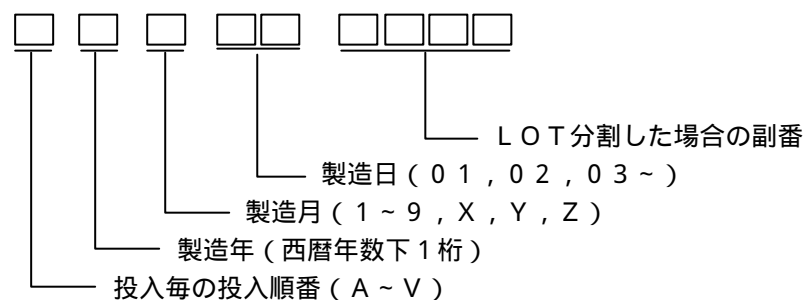 LOT分割した場合の副番
製造日(01,02,03~)
製造月(1~9,X,Y,Z)
製造年(西暦年数下1桁)
投入毎の投入順番(A~V)